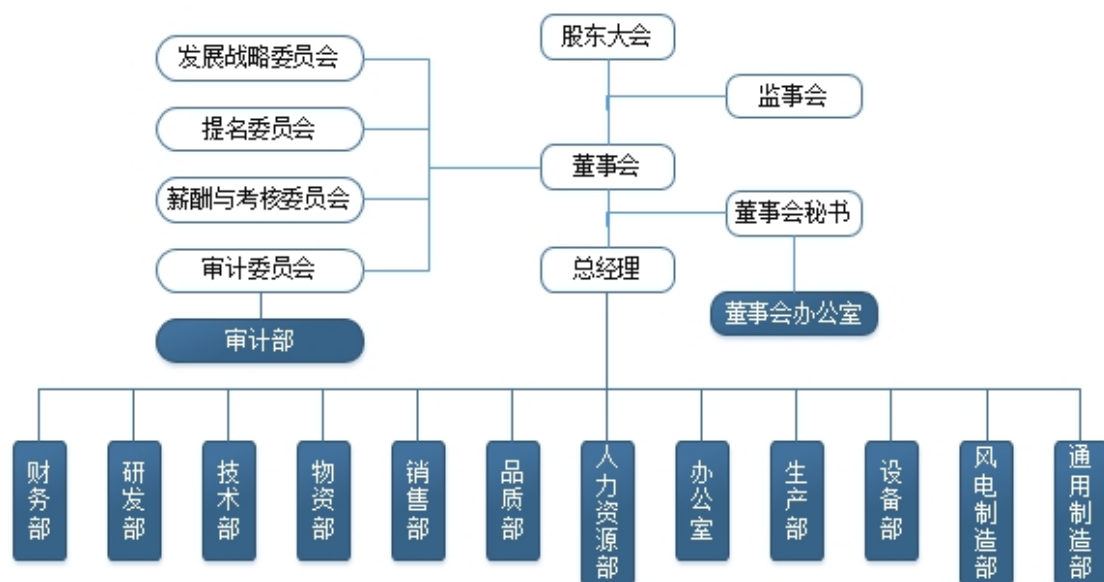 股东大会
发展战略委员会
监事会
提名委员会
董事会
薪酬与考核委员会
董事会秘书
审计委员会
总经理
董事会办公室
审计部
财务部
研发部
技术部
物资部
销售部
品质部
人力资源部
办公室
生产部
设备部
风电制造部
通用制造部